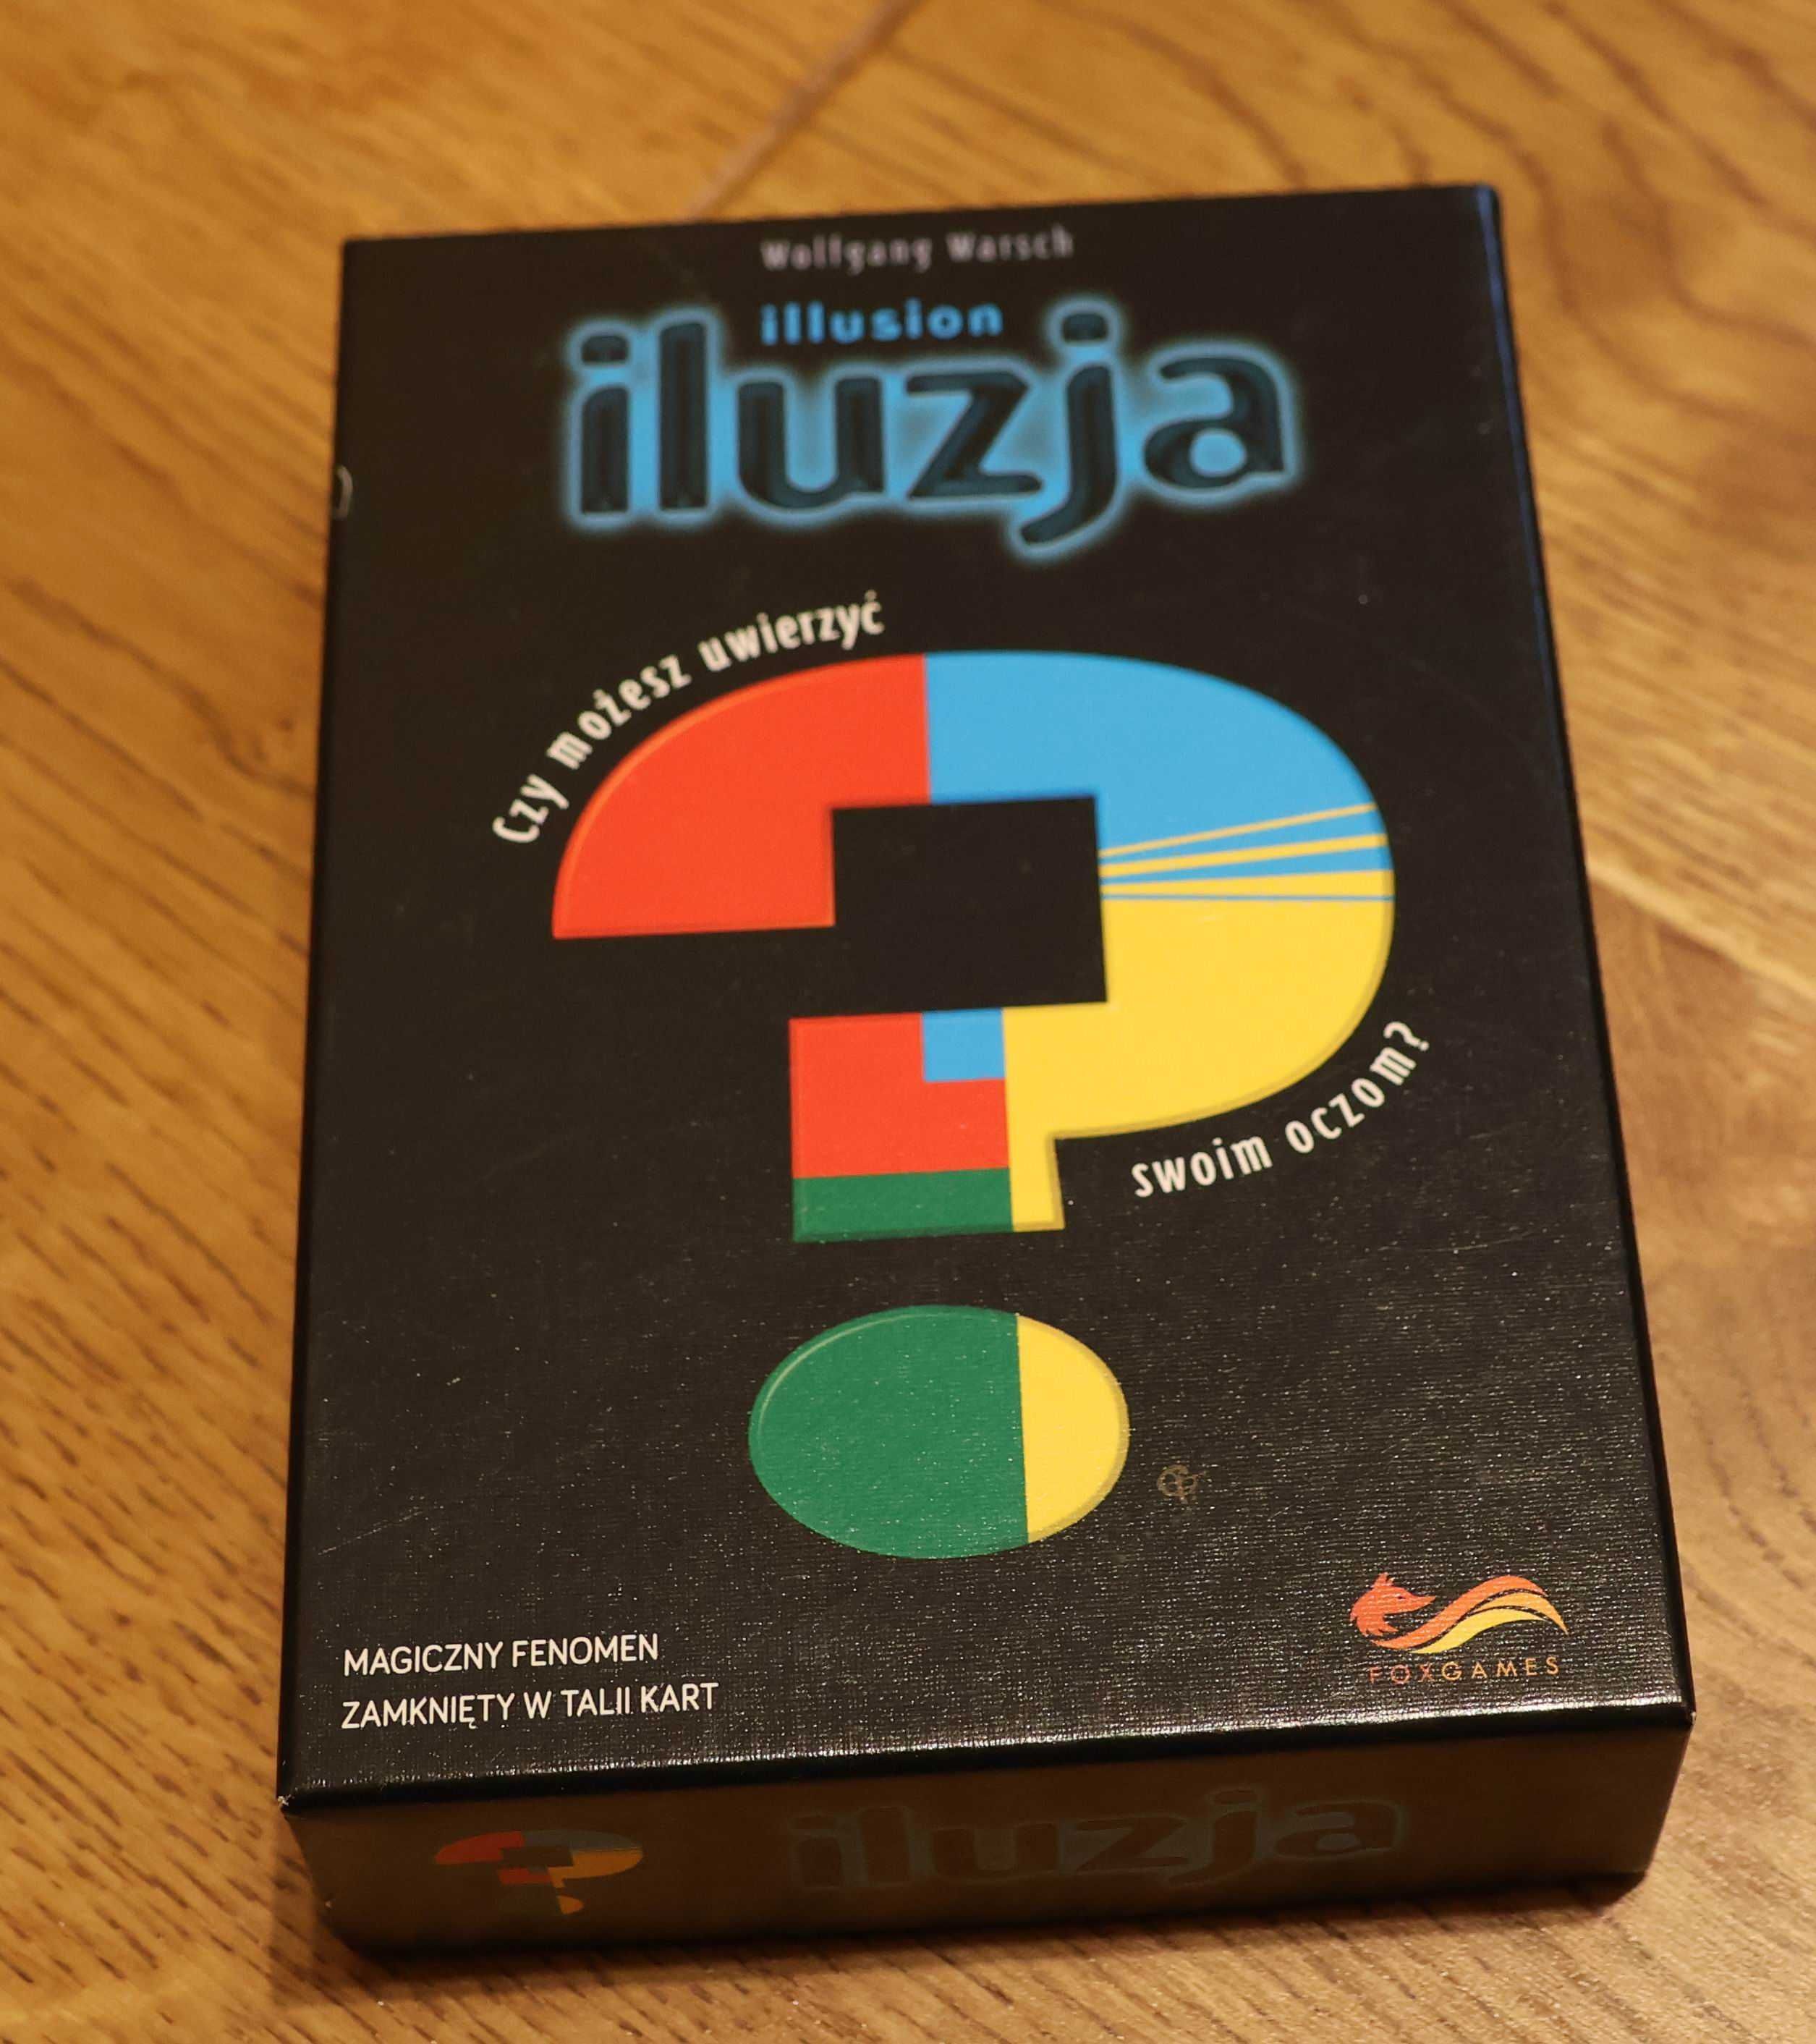 Wolfgang Warsch
illusion
iluzja
Czy możesz uwierzyć
swoim oczom?
MAGICZNY FENOMEN
ZAMKNIĘTY W TALII KART
FOXGAMES
iluzja